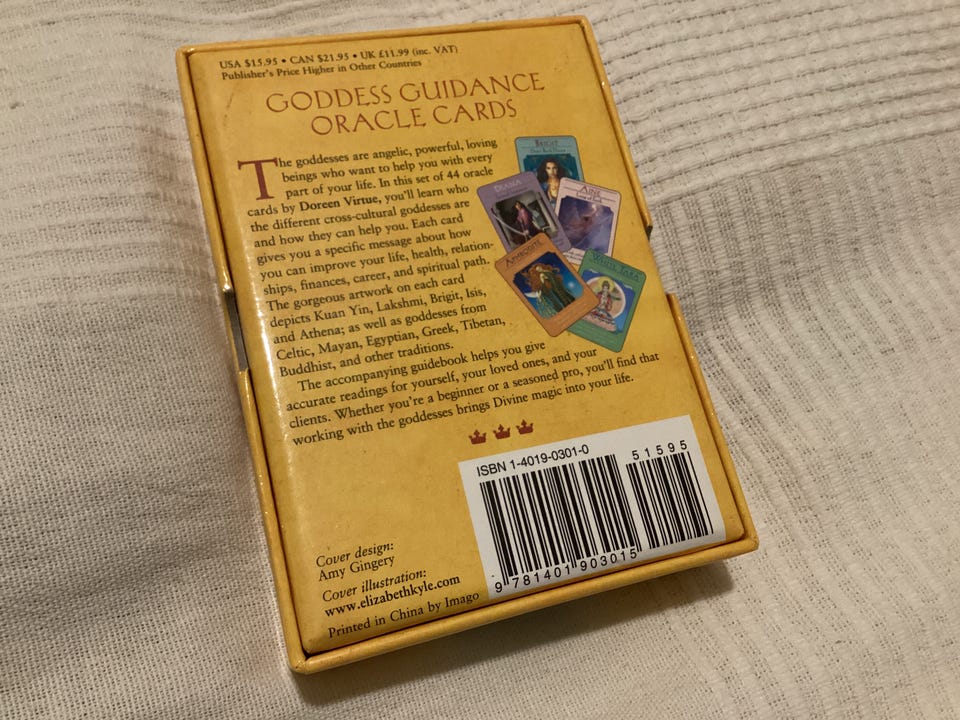 USA $15.95 • CAN $21.95 • UK £11.99 (inc. VAT)
Publisher's Price Higher in Other Countries
GODDESS GUIDANCE
ORACLE CARDS
The goddesses are angelic, powerful, loving
beings who want to help you with every
part of your life. In this set of 44 oracle
cards by Doreen Virtue, you'll learn who
the different cross-cultural goddesses are
and how they can help you. Each card
gives you a specific message about how
you can improve your life, health, relation-
ships, finances, career, and spiritual path.
The gorgeous artwork on each card
depicts Kuan Yin, Lakshmi, Brigit, Isis,
and Athena; as well as goddesses from
Celtic, Mayan, Egyptian, Greek, Tibetan,
Buddhist, and other traditions.
The accompanying guidebook helps you give
accurate readings for yourself, your loved ones, and your
clients. Whether you're a beginner or a seasoned pro, you'll find that
working with the goddesses brings Divine magic into your life.
BRIGIT
DIANA
AINE
APHRODITE
WHITE TARA
ISBN 1-4019-0301-0
51595
9 781401 903015
Cover design:
Amy Gingery
Cover illustration:
www.elizabethkyle.com
Printed in China by Imago